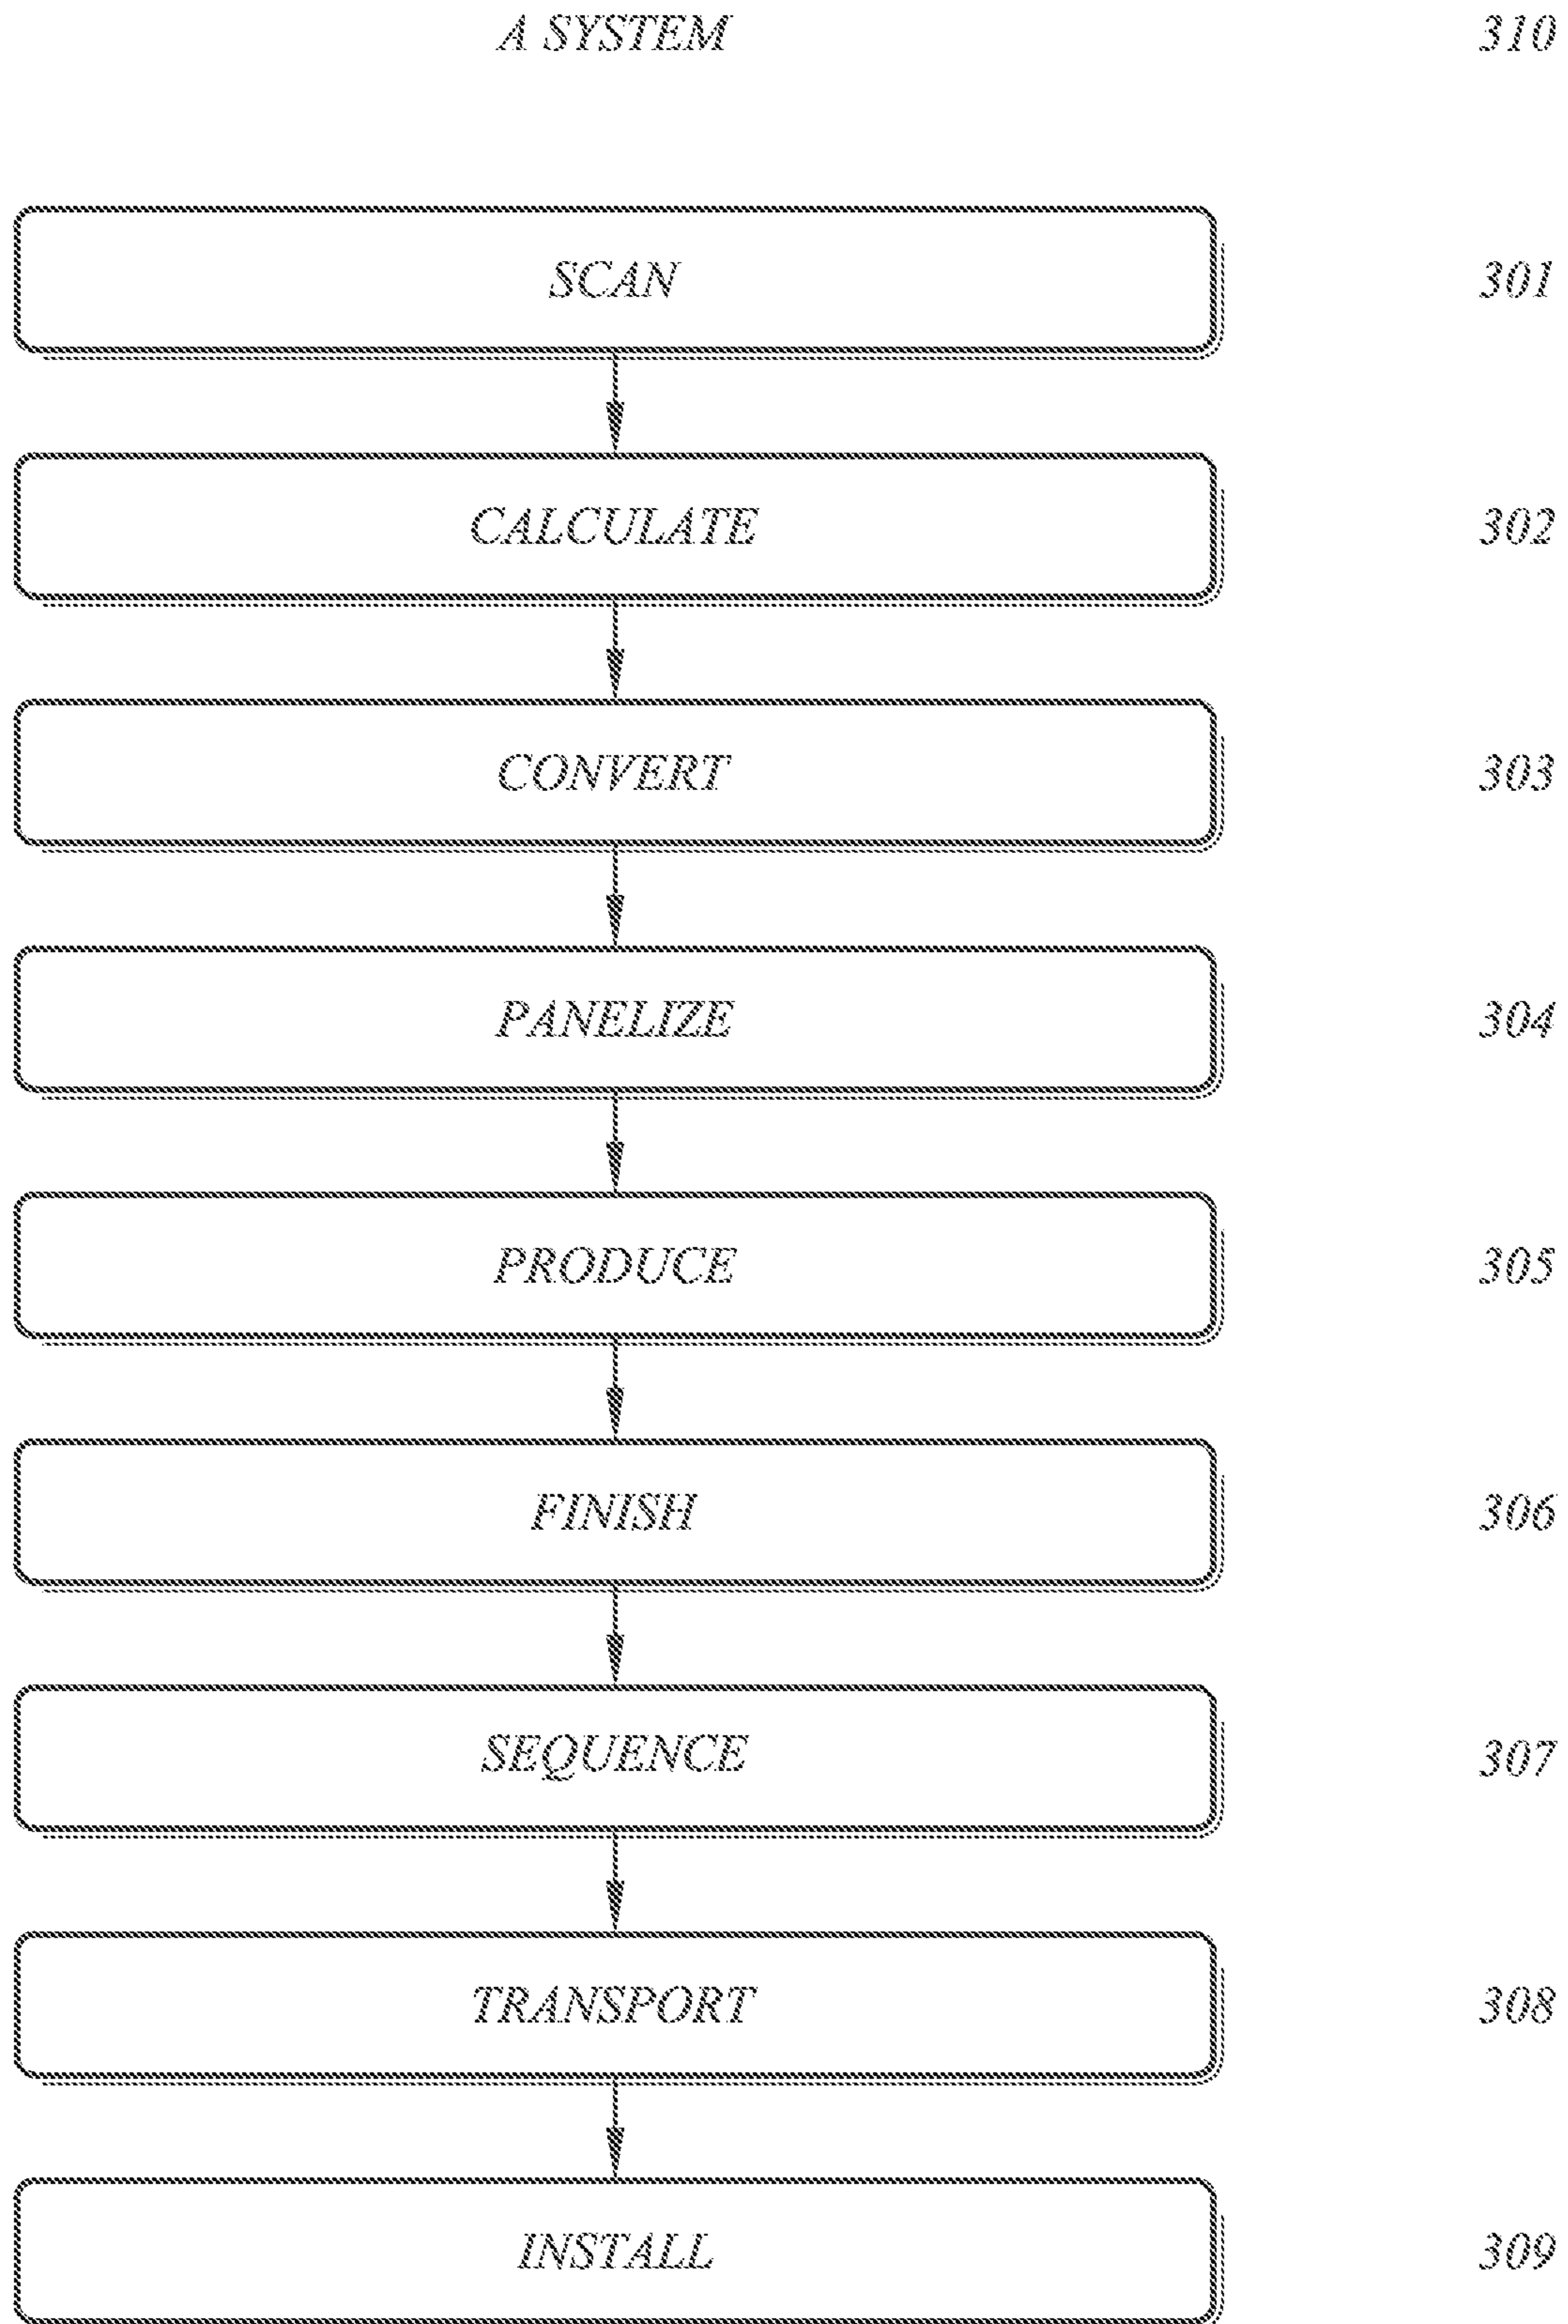 A SYSTEM 310
SCAN 301
CALCULATE 302
CONVERT 303
PANELIZE 304
PRODUCE 305
FINISH 306
SEQUENCE 307
TRANSPORT 308
INSTALL 309